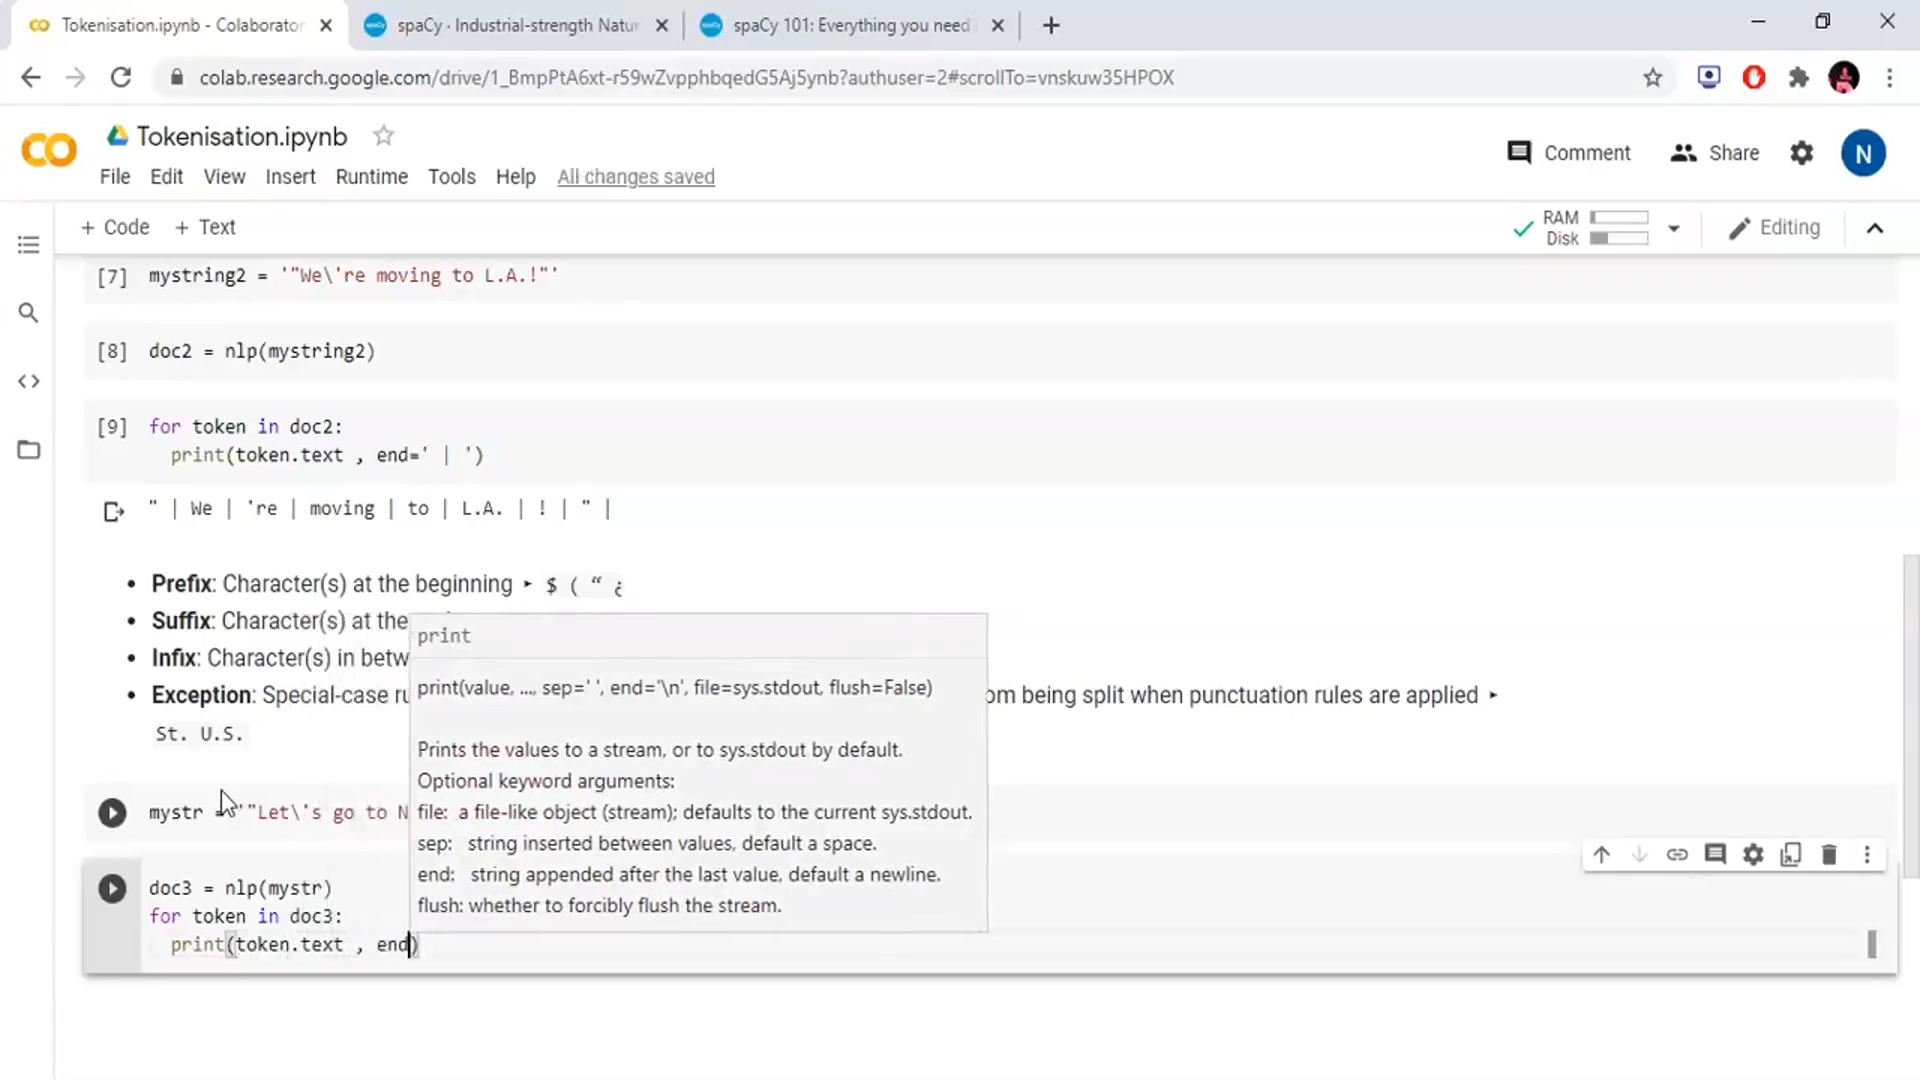 Tokenisation.ipynb - Colaborator
spaCy · Industrial-strength Natur
spaCy 101: Everything you need
colab.research.google.com/drive/1_BmpPtA6xt-r59wZvpphbqedG5Aj5ynb?authuser=2#scrollTo=vnskuw35HPOX
Tokenisation.ipynb
Comment
Share
N
File Edit View Insert Runtime Tools Help All changes saved
+ Code + Text
RAM
Disk
Editing
[7] mystring2 = '"We\'re moving to L.A.!"'
[8] doc2 = nlp(mystring2)
[9] for token in doc2:
print(token.text , end=' | ')
" | We | 're | moving | to | L.A. | ! | " |
• Prefix: Character(s) at the beginning ▸ $ ( “ ¿
• Suffix: Character(s) at the
• Infix: Character(s) in betw
• Exception: Special-case ru om being split when punctuation rules are applied ▸
St. U.S.
print
print(value, ..., sep=' ', end='\n', file=sys.stdout, flush=False)
Prints the values to a stream, or to sys.stdout by default.
Optional keyword arguments:
file: a file-like object (stream); defaults to the current sys.stdout.
sep: string inserted between values, default a space.
end: string appended after the last value, default a newline.
flush: whether to forcibly flush the stream.
mystr = '"Let\'s go to N
doc3 = nlp(mystr)
for token in doc3:
print(token.text , end)